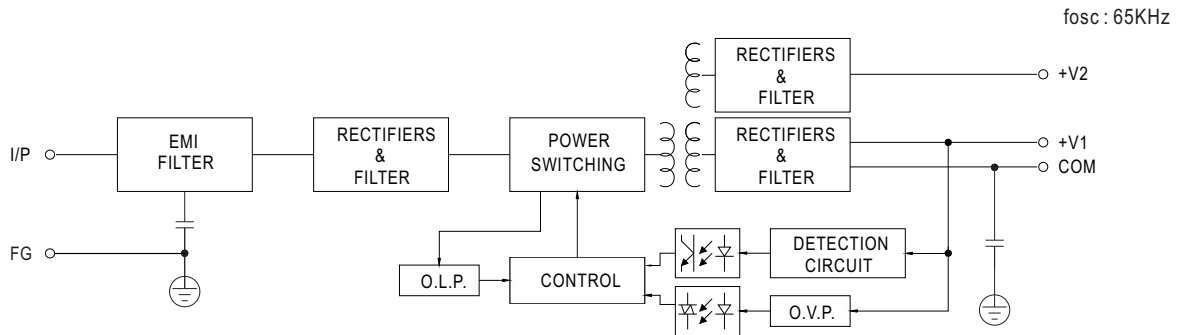 fosc : 65KHz
RECTIFIERS
&
FILTER
+V2
I/P
EMI
FILTER
RECTIFIERS
&
FILTER
POWER
SWITCHING
RECTIFIERS
&
FILTER
+V1
COM
FG
O.L.P.
CONTROL
DETECTION
CIRCUIT
O.V.P.